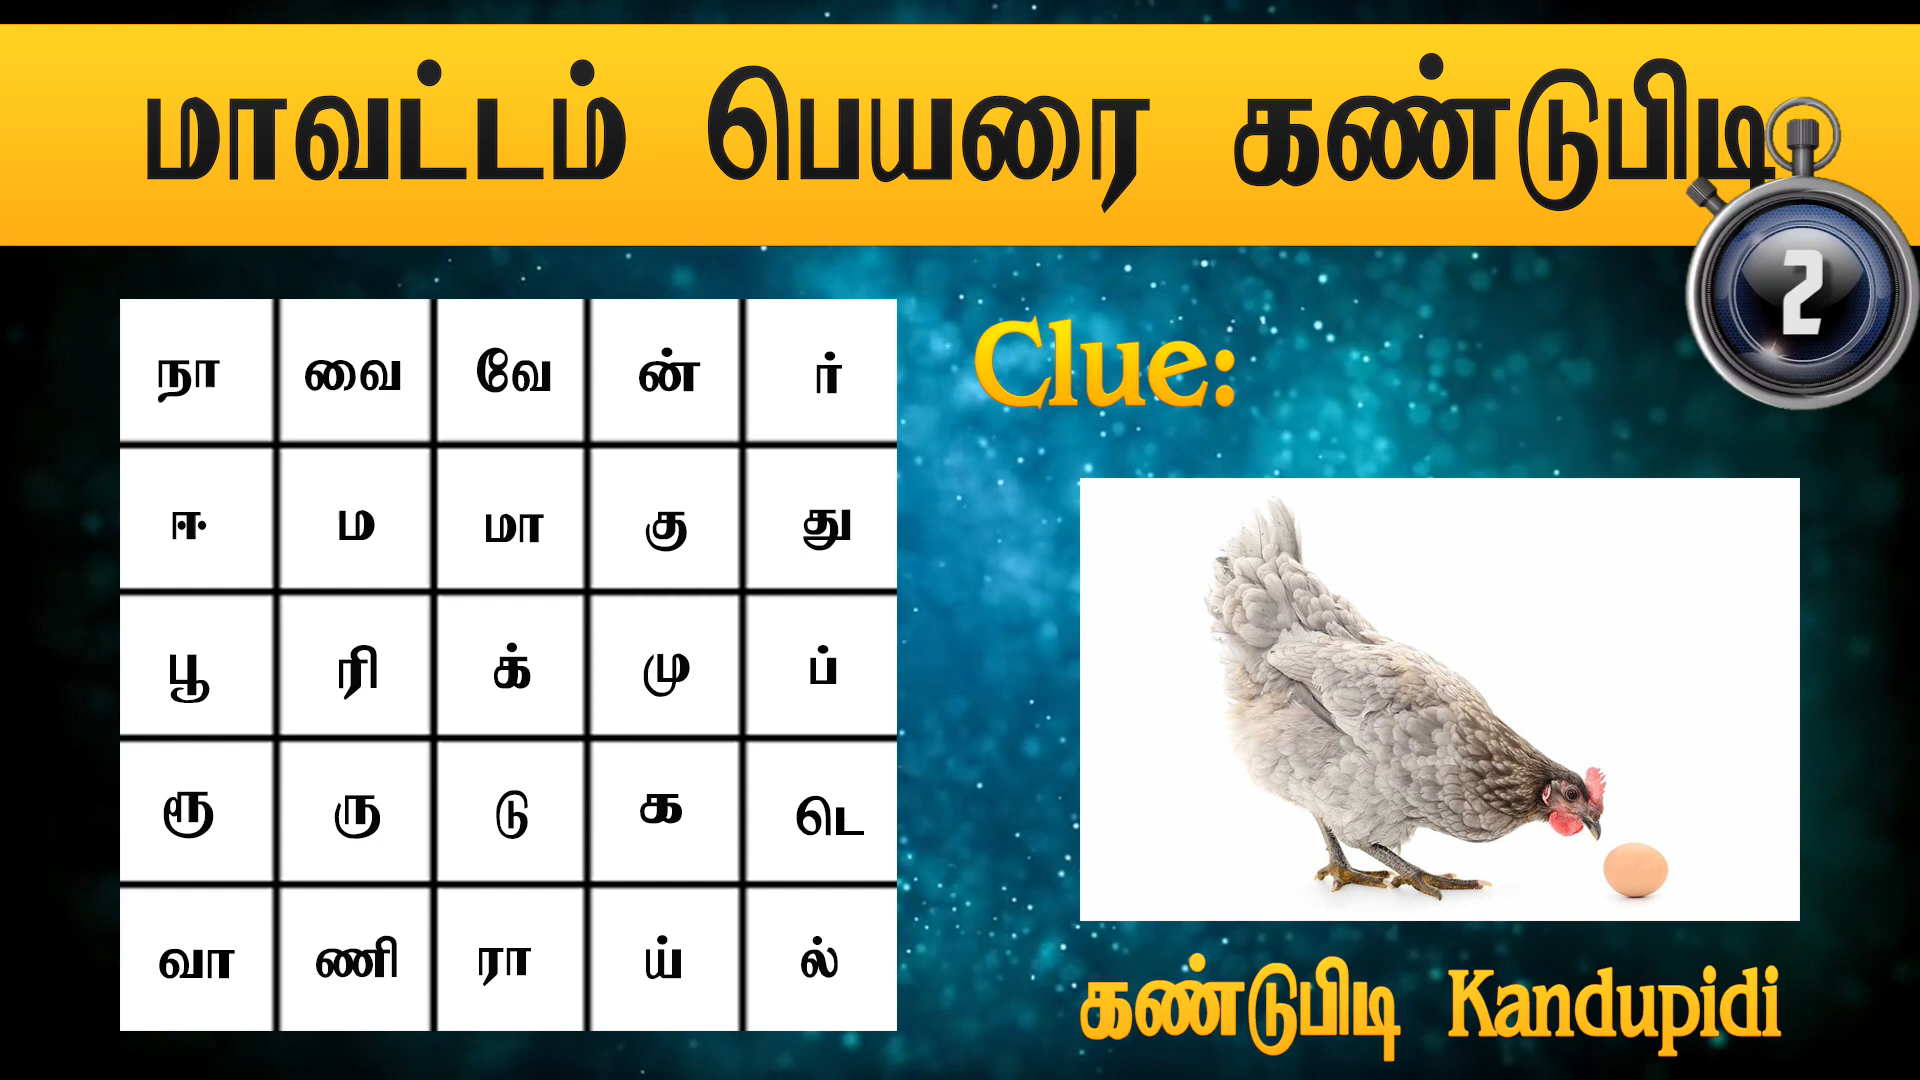 மாவட்டம் பெயரை கண்டுபிடி
2
நா வை வே ன் ர்
Clue:
ஈ ம மா கு து
பூ ரி க் மு ப்
ரூ ரு டு க டெ
வா ணி ரா ய் ல்
கண்டுபிடி Kandupidi